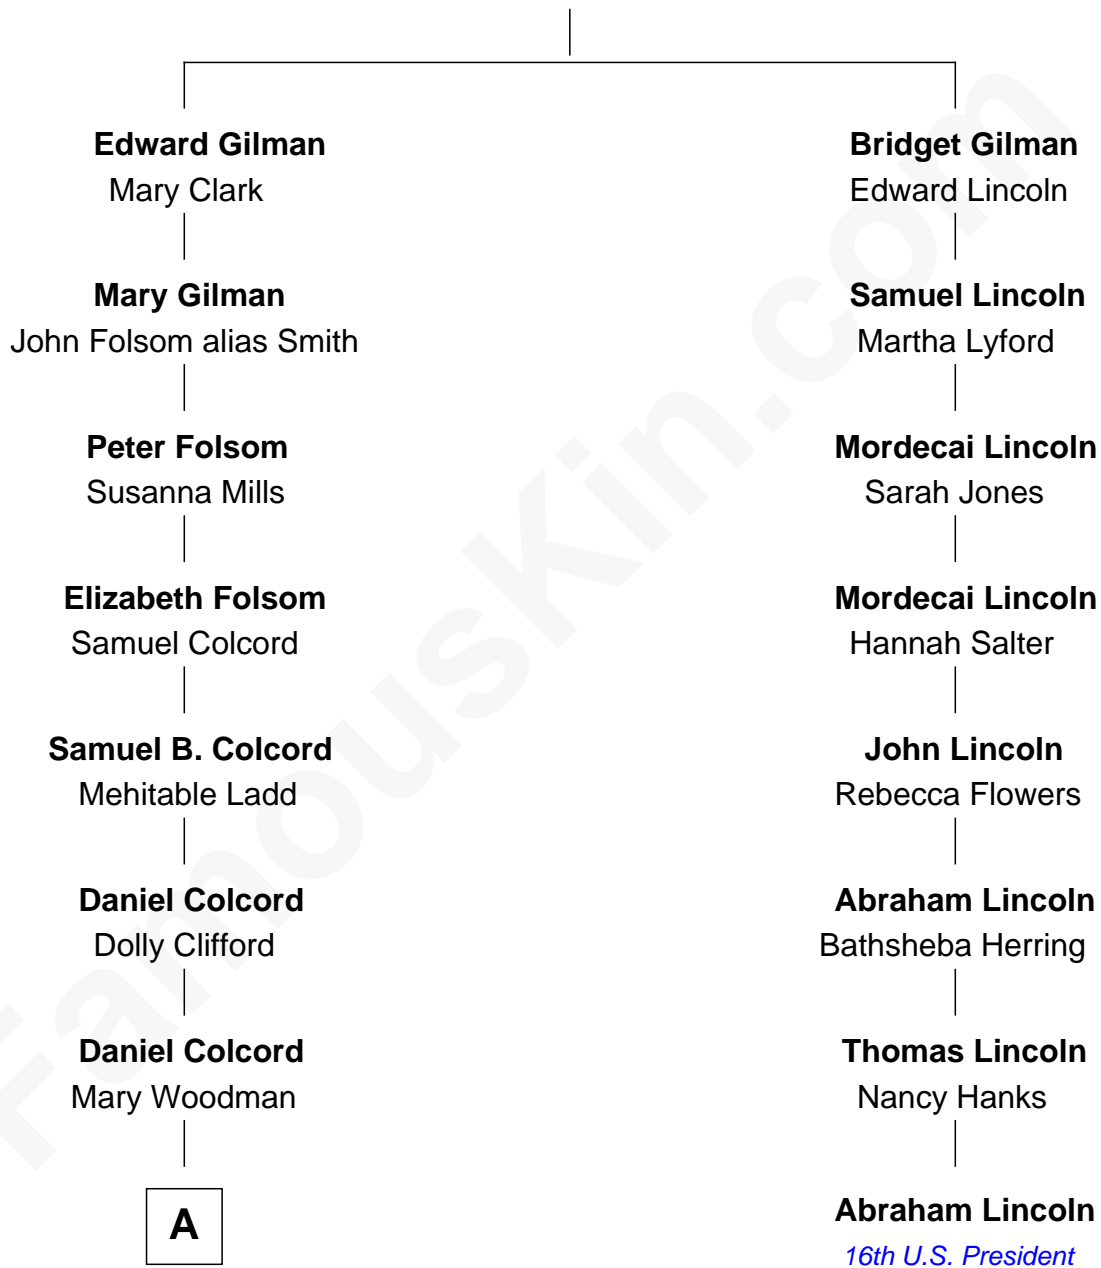 Edward Gilman
Mary Clark
Bridget Gilman
Edward Lincoln
Mary Gilman
John Folsom alias Smith
Samuel Lincoln
Martha Lyford
Peter Folsom
Susanna Mills
Mordecai Lincoln
Sarah Jones
Elizabeth Folsom
Samuel Colcord
Mordecai Lincoln
Hannah Salter
Samuel B. Colcord
Mehitable Ladd
John Lincoln
Rebecca Flowers
Daniel Colcord
Dolly Clifford
Abraham Lincoln
Bathsheba Herring
Daniel Colcord
Mary Woodman
Thomas Lincoln
Nancy Hanks
A
Abraham Lincoln
16th U.S. President
FamousKin.com